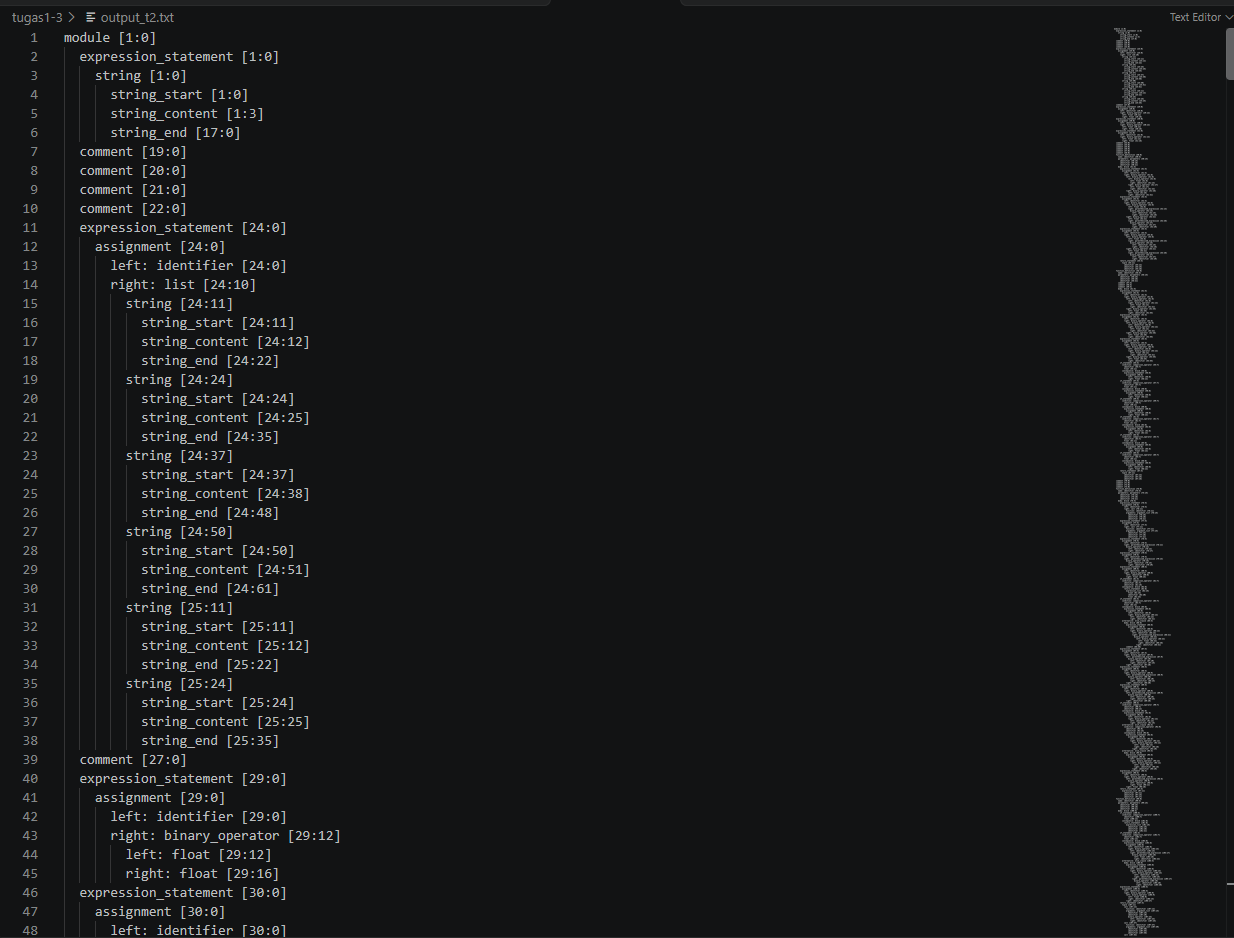 tugas1-3 > output_t2.txt
Text Editor
1 module [1:0]
2 expression_statement [1:0]
3 string [1:0]
4 string_start [1:0]
5 string_content [1:3]
6 string_end [17:0]
7 comment [19:0]
8 comment [20:0]
9 comment [21:0]
10 comment [22:0]
11 expression_statement [24:0]
12 assignment [24:0]
13 left: identifier [24:0]
14 right: list [24:10]
15 string [24:11]
16 string_start [24:11]
17 string_content [24:12]
18 string_end [24:22]
19 string [24:24]
20 string_start [24:24]
21 string_content [24:25]
22 string_end [24:35]
23 string [24:37]
24 string_start [24:37]
25 string_content [24:38]
26 string_end [24:48]
27 string [24:50]
28 string_start [24:50]
29 string_content [24:51]
30 string_end [24:61]
31 string [25:11]
32 string_start [25:11]
33 string_content [25:12]
34 string_end [25:22]
35 string [25:24]
36 string_start [25:24]
37 string_content [25:25]
38 string_end [25:35]
39 comment [27:0]
40 expression_statement [29:0]
41 assignment [29:0]
42 left: identifier [29:0]
43 right: binary_operator [29:12]
44 left: float [29:12]
45 right: float [29:16]
46 expression_statement [30:0]
47 assignment [30:0]
48 left: identifier [30:0]